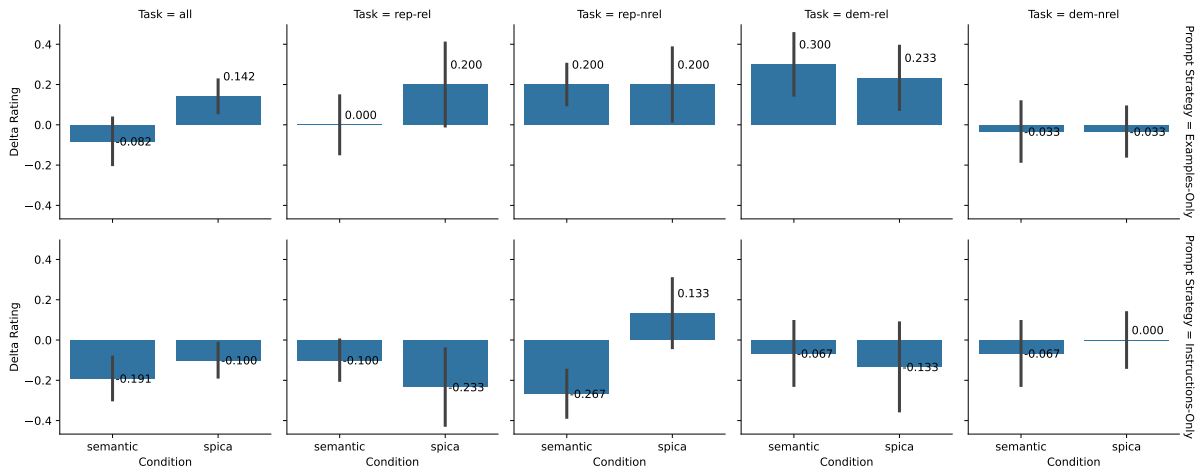 Task = all
Task = rep-rel
Task = rep-nrel
Task = dem-rel
Task = dem-nrel
Delta Rating
0.4
0.2
0.0
−0.2
−0.4
-0.082
0.142
0.000
0.200
0.200
0.200
0.300
0.233
-0.033
-0.033
Prompt Strategy = Examples-Only
Delta Rating
0.4
0.2
0.0
−0.2
−0.4
-0.191
-0.100
-0.100
-0.233
-0.267
0.133
-0.067
-0.133
-0.067
0.000
Prompt Strategy = Instructions-Only
semantic spica
semantic spica
semantic spica
semantic spica
semantic spica
Condition
Condition
Condition
Condition
Condition